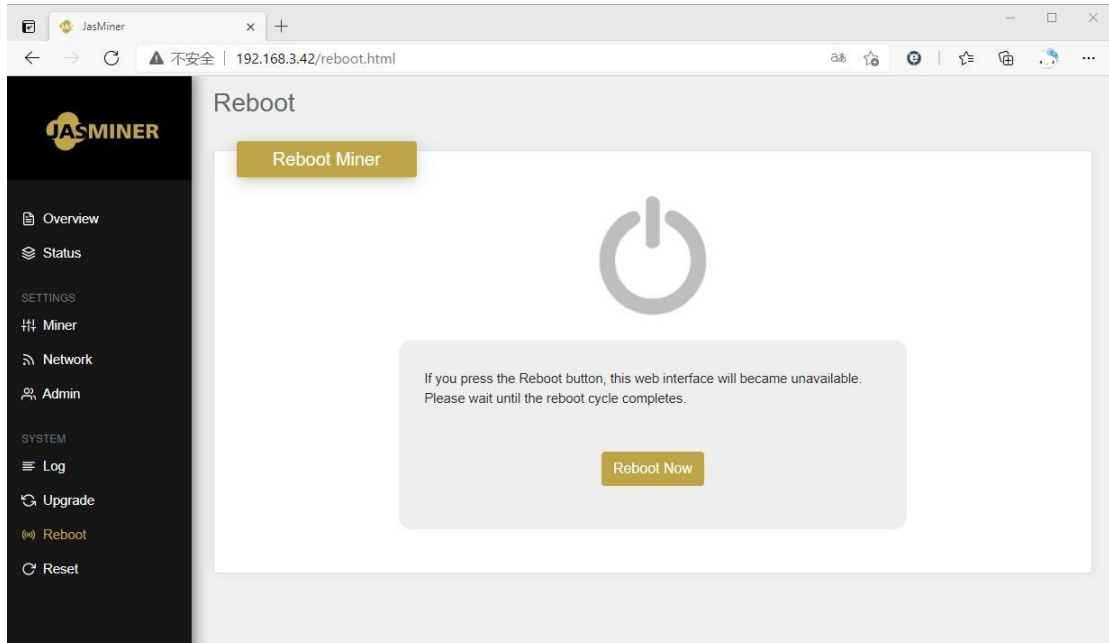 JasMiner
不安全 | 192.168.3.42/reboot.html
aあ
JASMINER
Reboot
Reboot Miner
Overview
Status
SETTINGS
Miner
Network
Admin
SYSTEM
Log
Upgrade
Reboot
Reset
If you press the Reboot button, this web interface will became unavailable.
Please wait until the reboot cycle completes.
Reboot Now